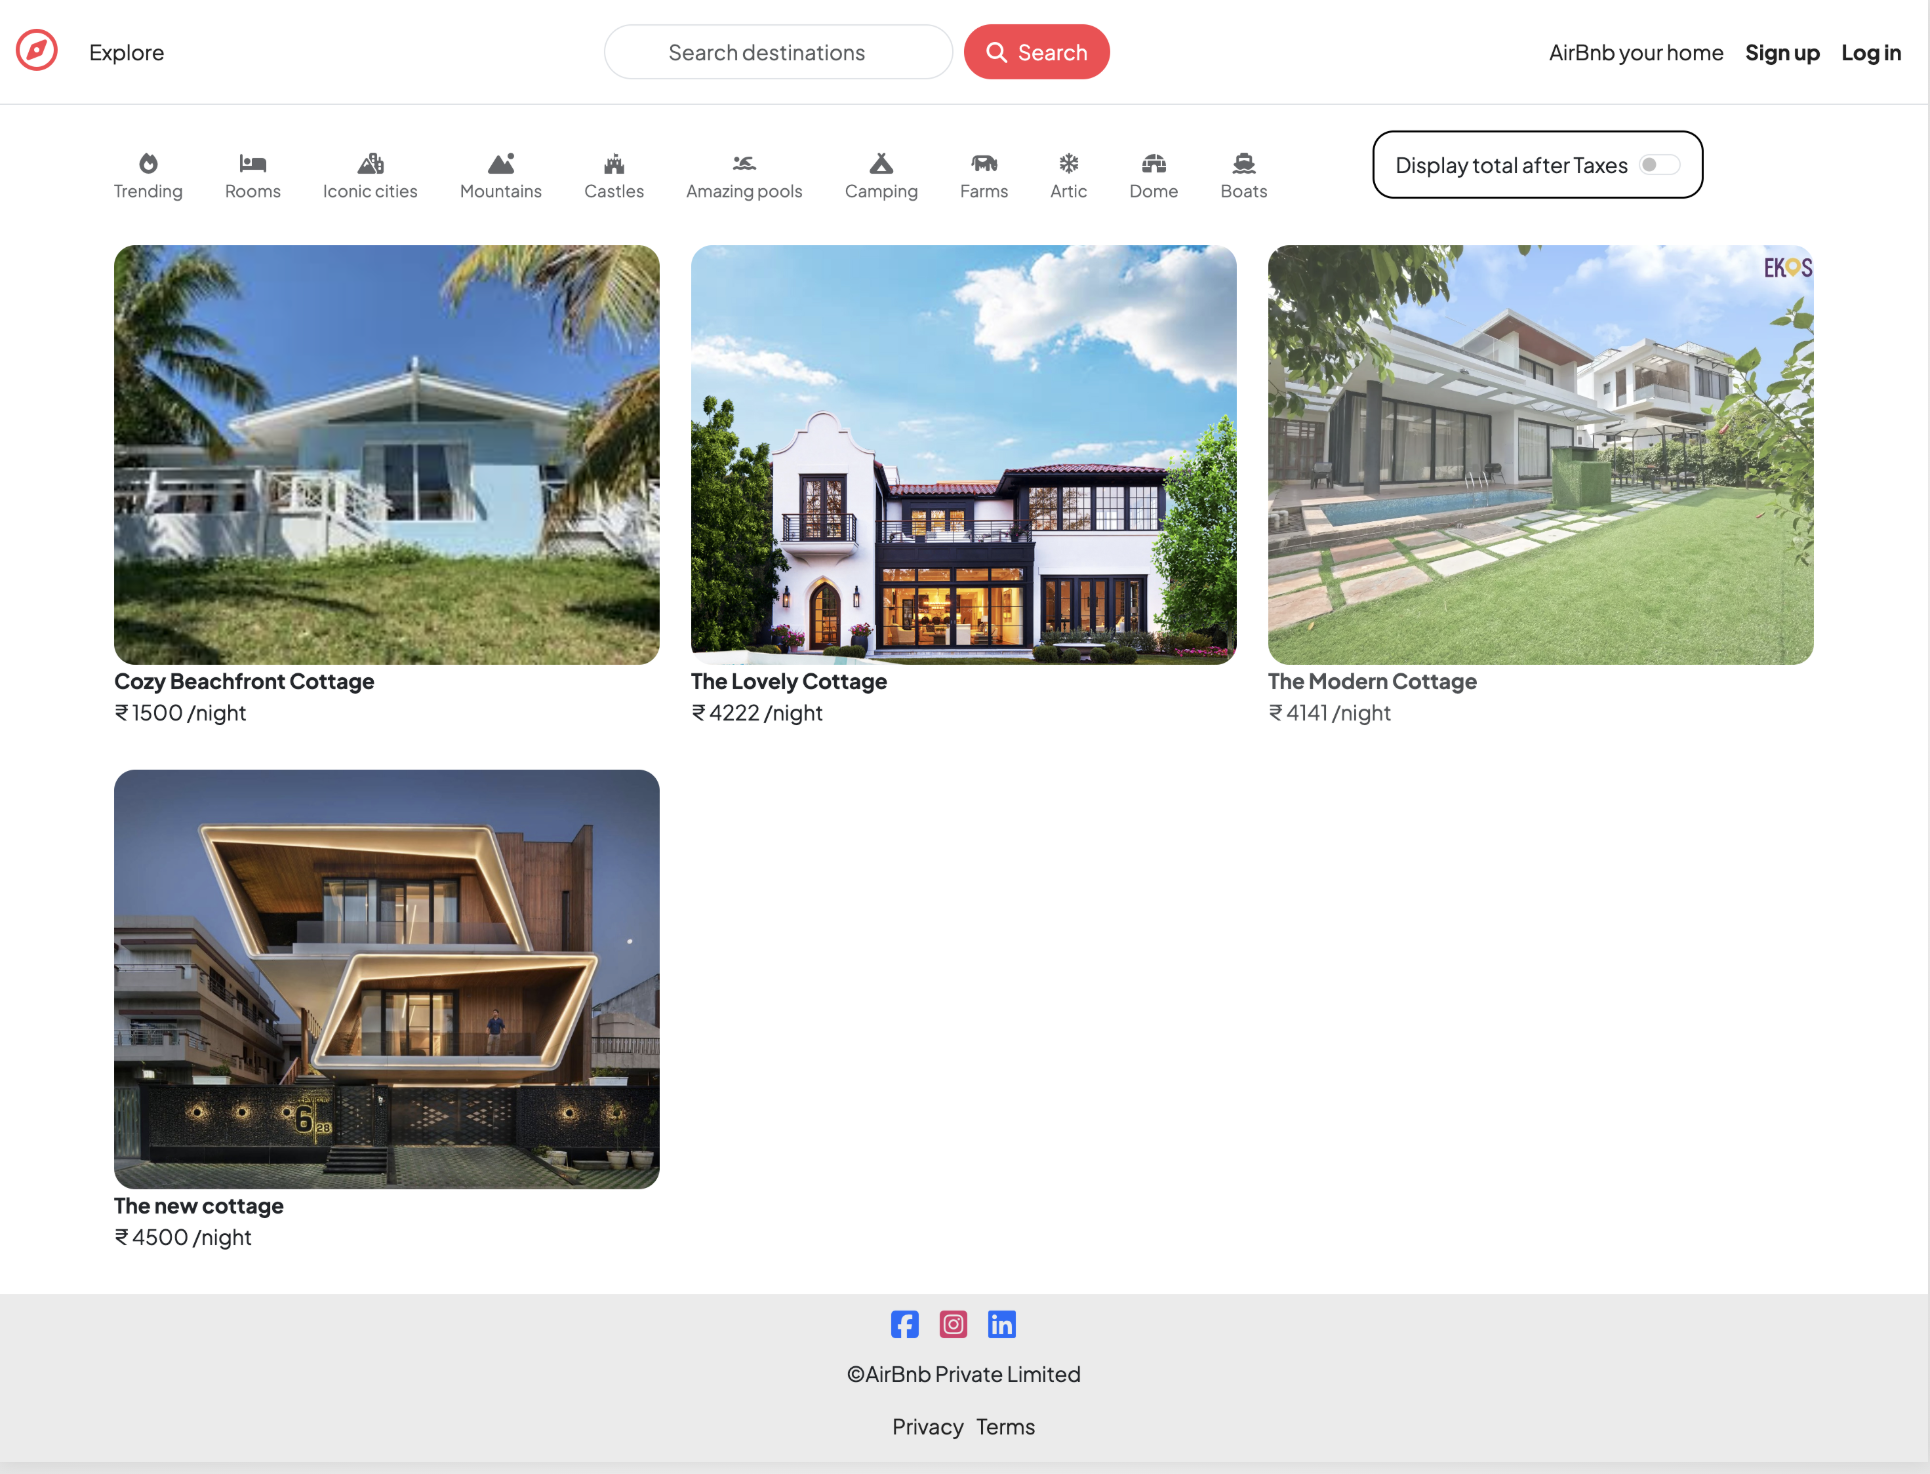 Explore
Search destinations
Search
AirBnb your home Sign up Log in
Trending
Rooms
Iconic cities
Mountains
Castles
Amazing pools
Camping
Farms
Artic
Dome
Boats
Display total after Taxes
EKOS
Cozy Beachfront Cottage
₹ 1500 /night
The Lovely Cottage
₹ 4222 /night
The Modern Cottage
₹ 4141 /night
6
28
The new cottage
₹ 4500 /night
©AirBnb Private Limited
Privacy Terms